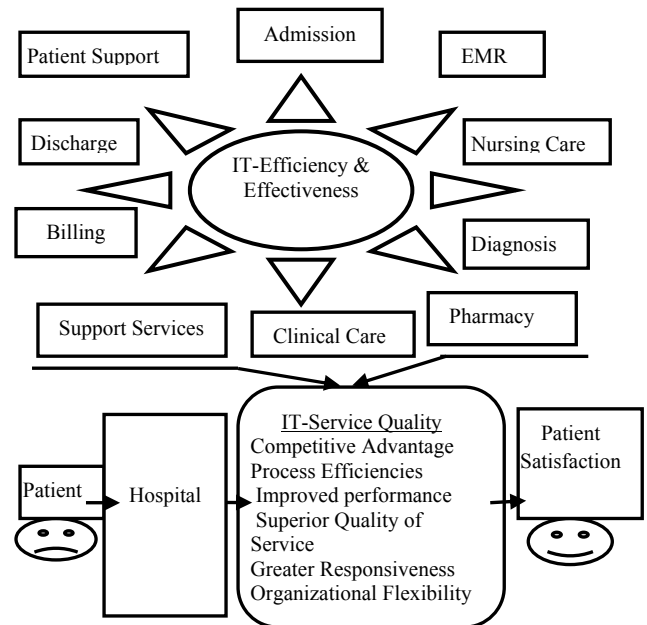 Admission
Patient Support
EMR
Discharge
IT-Efficiency &
Effectiveness
Nursing Care
Billing
Diagnosis
Support Services
Clinical Care
Pharmacy
Patient
Hospital
IT-Service Quality
Competitive Advantage
Process Efficiencies
Improved performance
Superior Quality of
Service
Greater Responsiveness
Organizational Flexibility
Patient
Satisfaction